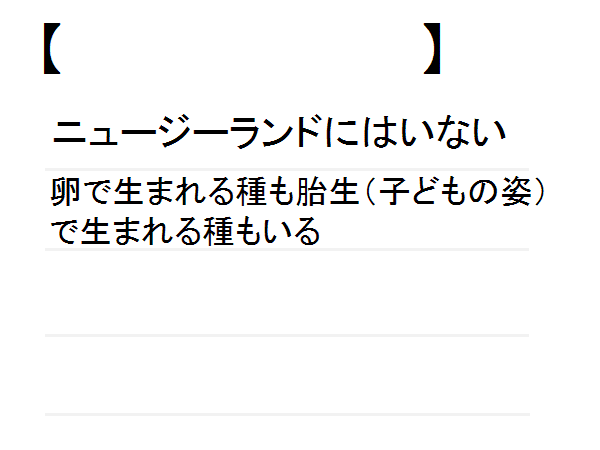 【　　　　　　　　　】
ニュージーランドにはいない
卵で生まれる種も胎生（子どもの姿）
で生まれる種もいる